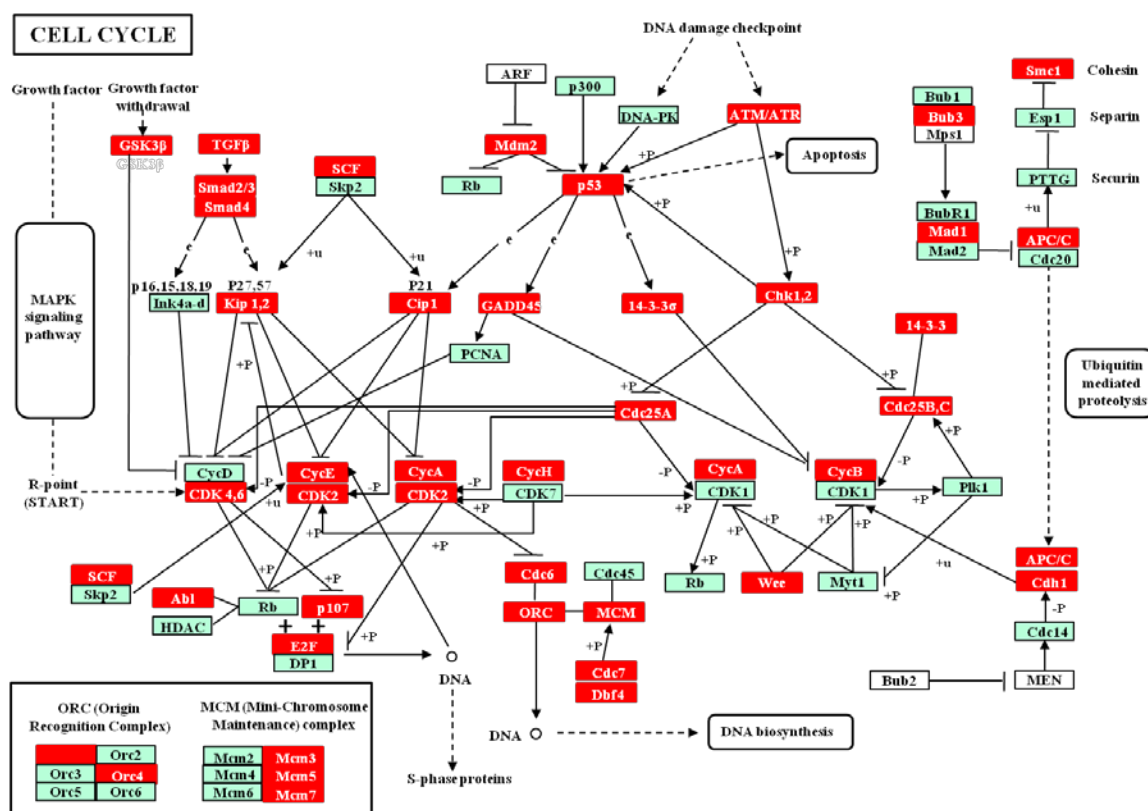 CELL CYCLE
DNA damage checkpoint
Growth factor
Growth factor
withdrawal
GSK3β
GSK3β
TGFβ
Smad2/3
Smad4
SCF
Skp2
ARF
Mdm2
Rb
p300
DNA-PK
ATM/ATR
p53
Apoptosis
+P
Bub1
Bub3
Mps1
BubR1
Mad1
Mad2
Smc1
Cohesin
Esp1
Separin
PTTG
Securin
+u
APC/C
Cdc20
e
e
+u
+u
e
e
e
+P
+P
MAPK
signaling
pathway
p16,15,18,19
Ink4a-d
P27,57
Kip 1,2
P21
Cip1
GADD45
14-3-3σ
Chk1,2
14-3-3
PCNA
+P
+P
+P
Cdc25A
Cdc25B,C
Ubiquitin
mediated
proteolysis
R-point
(START)
CycD
CDK 4,6
-P
+u
CycE
CDK2
-P
CycA
CDK2
-P
+P
CycH
CDK7
-P
+P
CycA
CDK1
CycB
CDK1
-P
+P
+P
Plk1
+P
+P
+P
+P
+P
+P
+P
+P
+u
+P
SCF
Skp2
Abl
HDAC
Rb
p107
+ +
E2F
DP1
+P
DNA
S-phase proteins
Cdc6
ORC
Cdc45
MCM
+P
Cdc7
Dbf4
DNA
DNA biosynthesis
Rb
Wee
Myt1
APC/C
Cdh1
-P
Cdc14
Bub2
MEN
ORC (Origin
Recognition Complex)
Orc2
Orc3
Orc4
Orc5
Orc6
MCM (Mini-Chromosome
Maintenance) complex
Mcm2
Mcm3
Mcm4
Mcm5
Mcm6
Mcm7